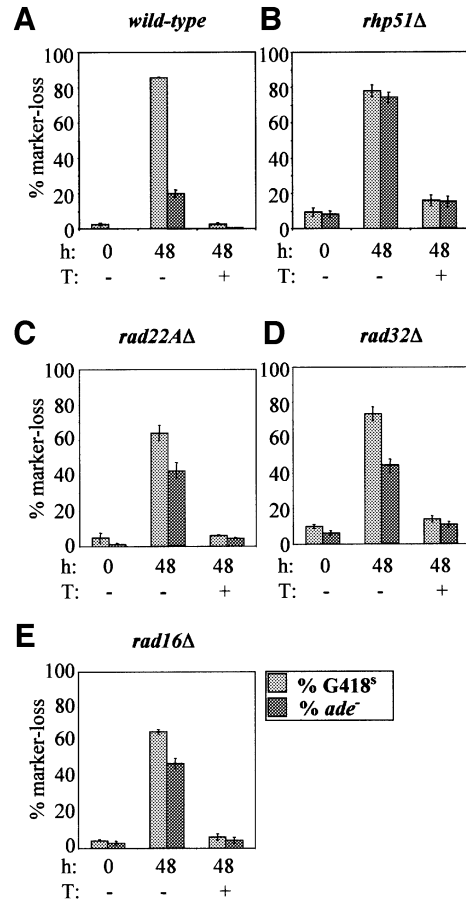 A wild-type
B rhp51Δ
% marker-loss
100
80
60
40
20
0
100
80
60
40
20
0
h: 0 48 48 0 48 48
T: - - + - - +
C rad22AΔ
D rad32Δ
% marker-loss
100
80
60
40
20
0
100
80
60
40
20
0
h: 0 48 48 0 48 48
T: - - + - - +
E rad16Δ
% marker-loss
100
80
60
40
20
0
h: 0 48 48
T: - - +
% G418ˢ
% ade⁻